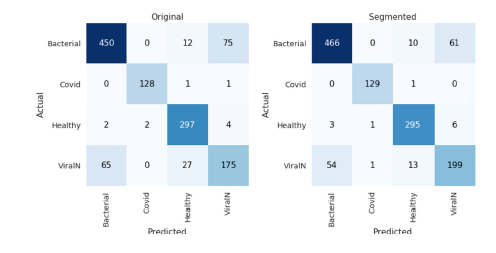 Original
Actual
Bacterial 450 0 12 75
Covid 0 128 1 1
Healthy 2 2 297 4
ViralN 65 0 27 175
Bacterial Covid Healthy ViralN
Predicted
Segmented
Actual
Bacterial 466 0 10 61
Covid 0 129 1 0
Healthy 3 1 295 6
ViralN 54 1 13 199
Bacterial Covid Healthy ViralN
Predicted